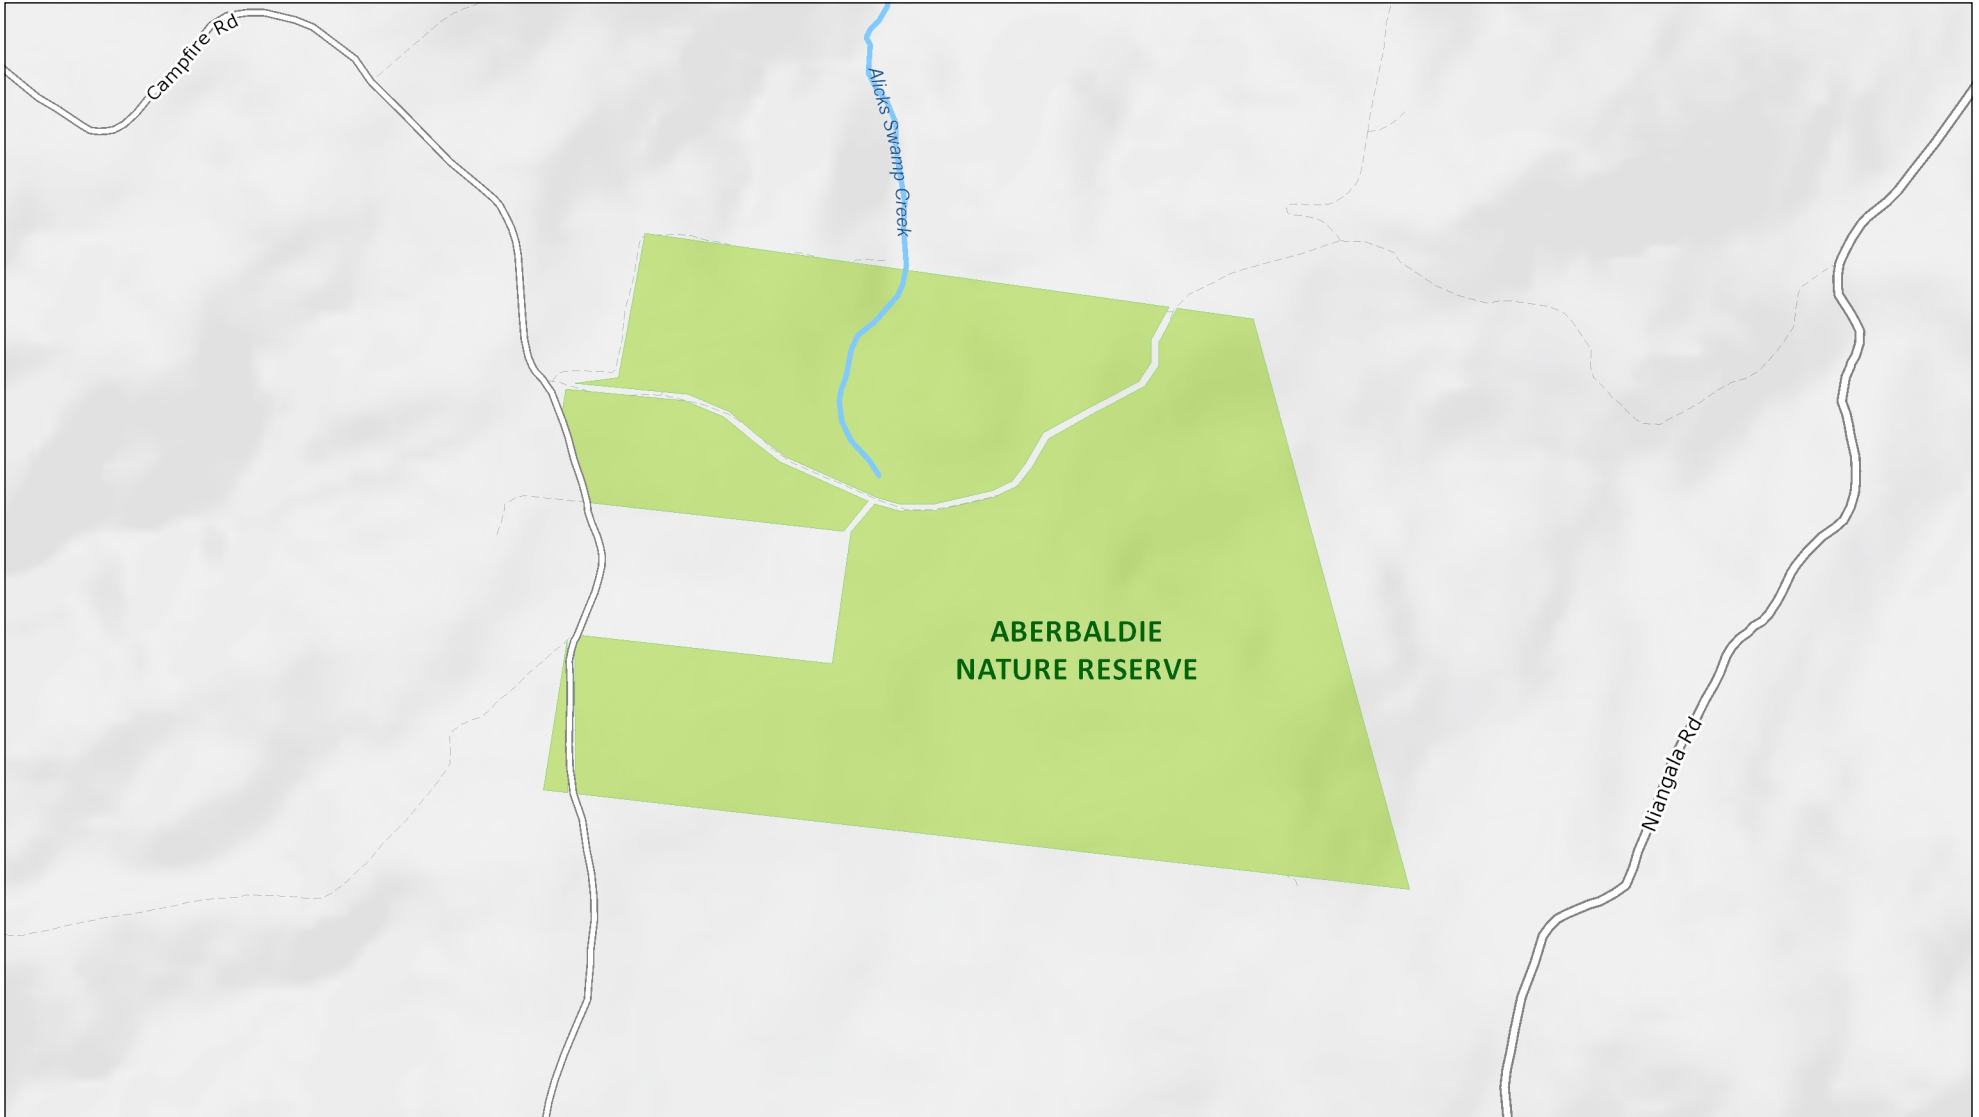 Campfire Rd
Alicks Swamp Creek
ABERBALDIE
NATURE RESERVE
Niangala Rd